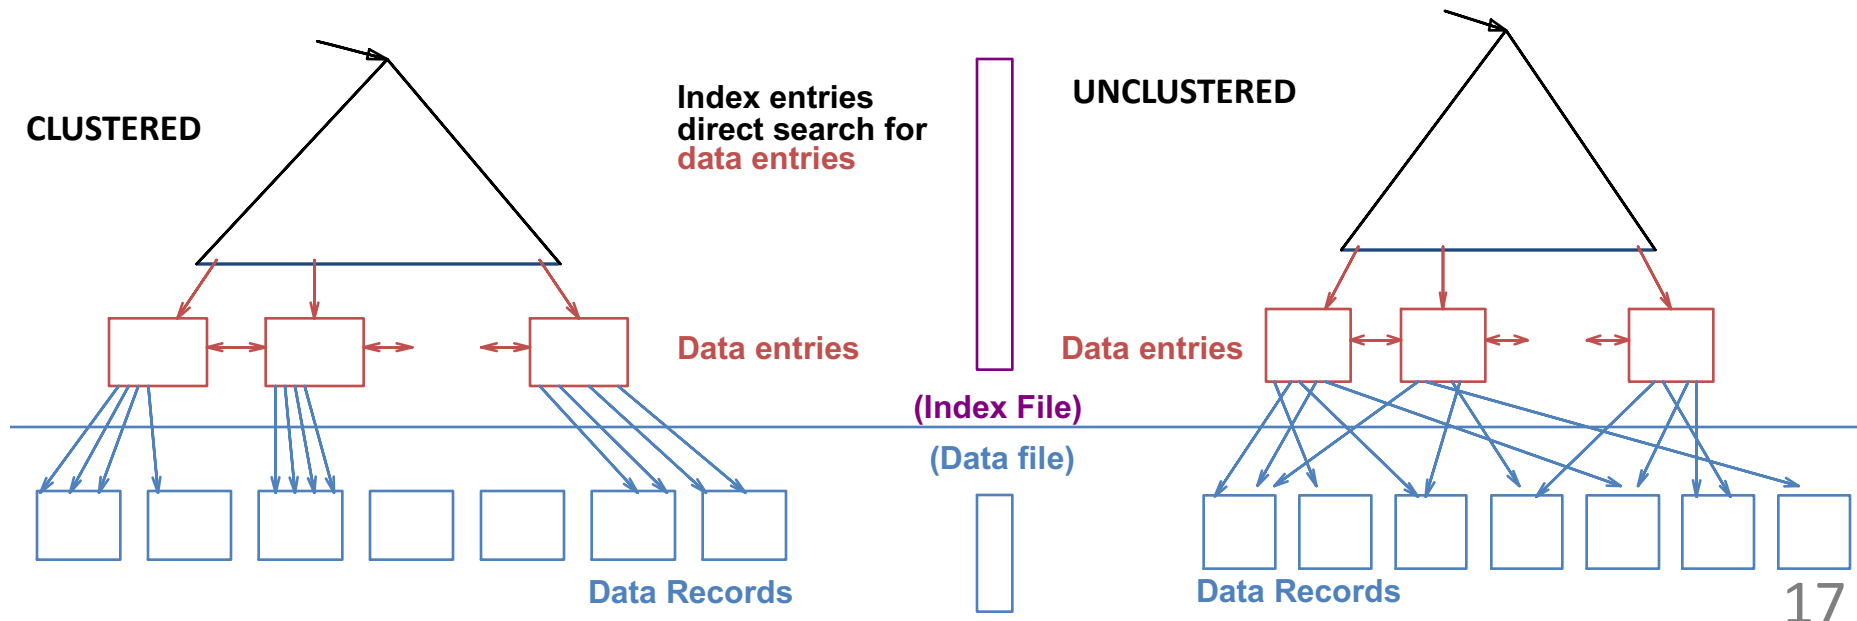 CLUSTERED
Index entries
direct search for
data entries
UNCLUSTERED
Data entries
Data entries
(Index File)
(Data file)
Data Records
Data Records
17